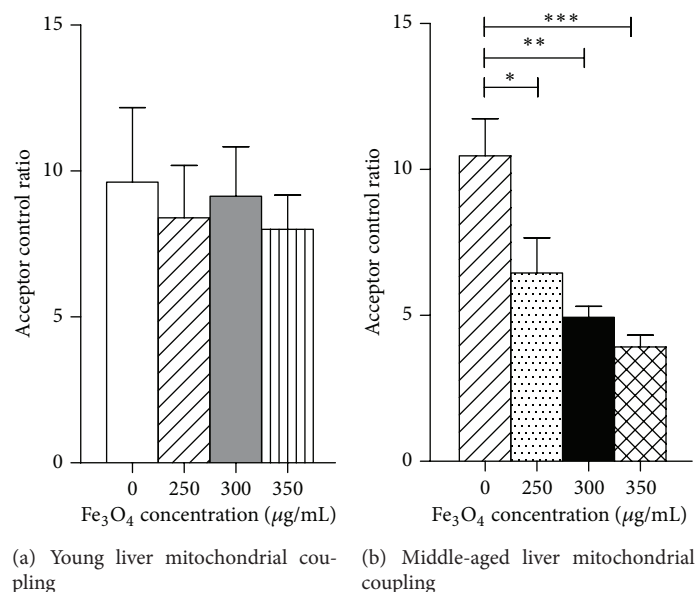 15
10
5
0
Acceptor control ratio
0 250 300 350
Fe₃O₄ concentration (μg/mL)
(a) Young liver mitochondrial cou-
pling
15
10
5
0
Acceptor control ratio
***
**
*
0 250 300 350
Fe₃O₄ concentration (μg/mL)
(b) Middle-aged liver mitochondrial
coupling